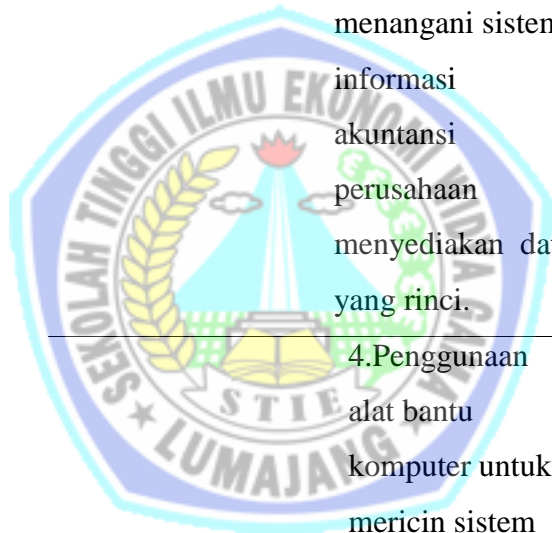 menangani sistem
informasi
akuntansi
perusahaan
menyediakan
yang rinci.
4.Penggunaan
alat bantu
komputer untuk
mericin sistem
SEKOLAH TINGGI ILMU EKONOMI WIDYA GAMA
STIE
LUMAJANG